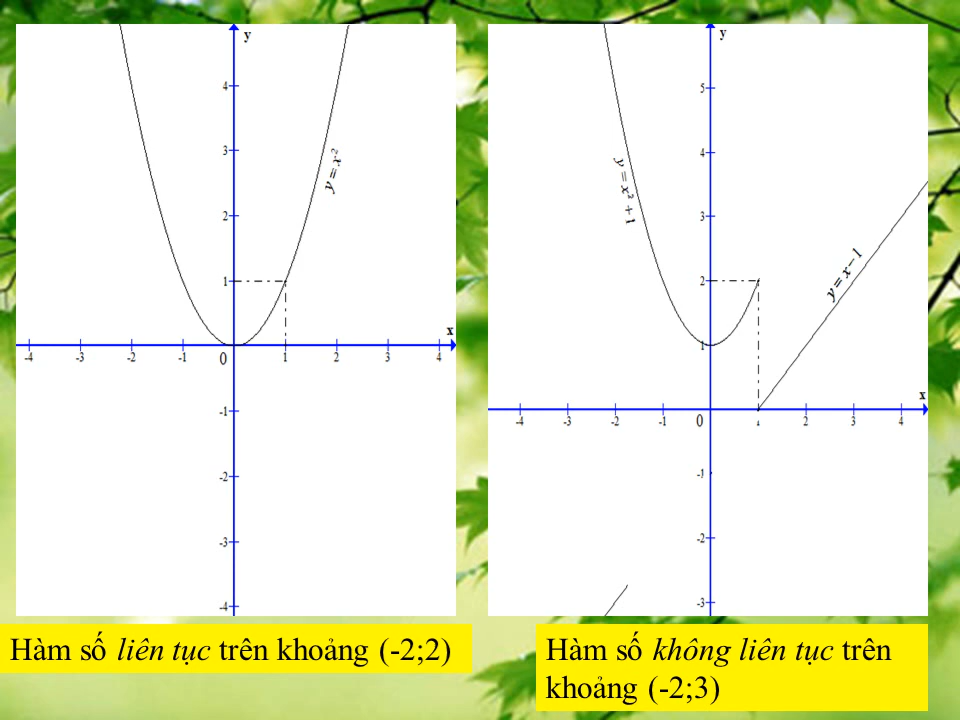 y
4
3
y = x²
2
1
x
-4 -3 -2 -1 0 1 2 3 4
-1
-2
-3
-4
y
5
4
y = x² + 1
3
y = x − 1
2
1
x
-4 -3 -2 -1 0 1 2 3 4
-1
-2
-3
Hàm số liên tục trên khoảng (-2;2)
Hàm số không liên tục trên
khoảng (-2;3)